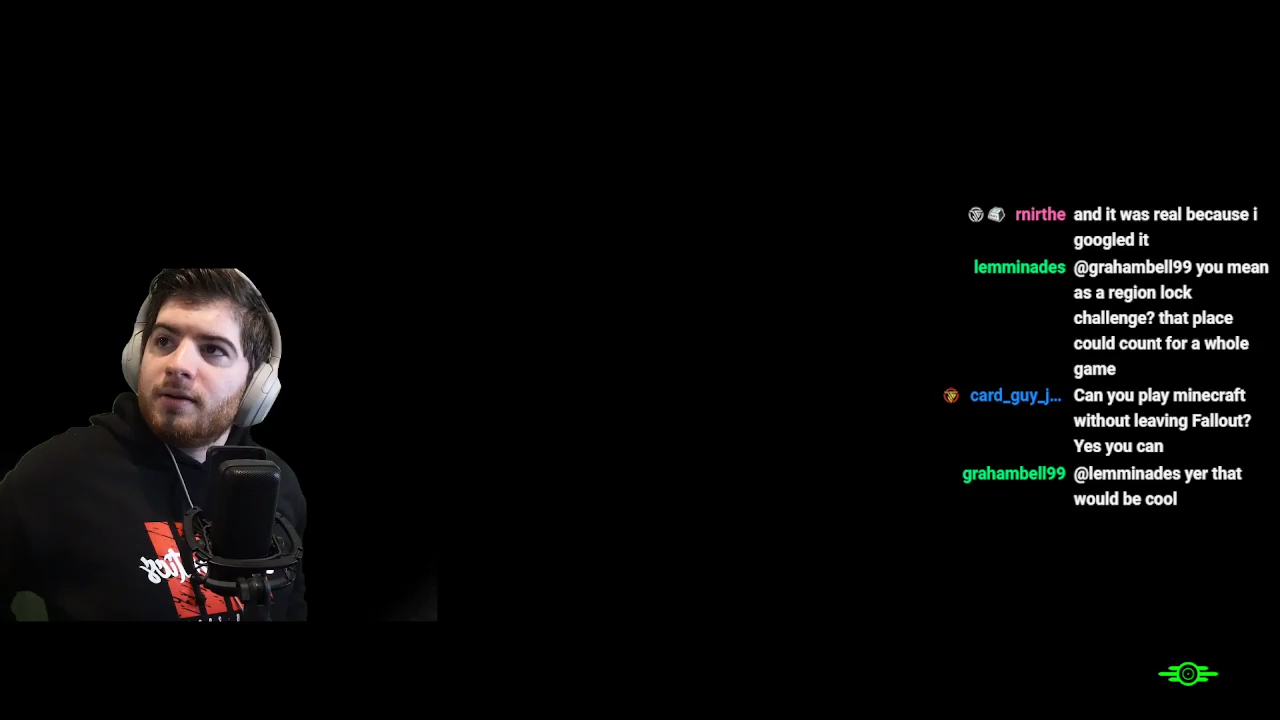 rnirthe and it was real because i
googled it
lemminades @grahambell99 you mean
as a region lock
challenge? that place
could count for a whole
game
card_guy_j... Can you play minecraft
without leaving Fallout?
Yes you can
grahambell99 @lemminades yer that
would be cool